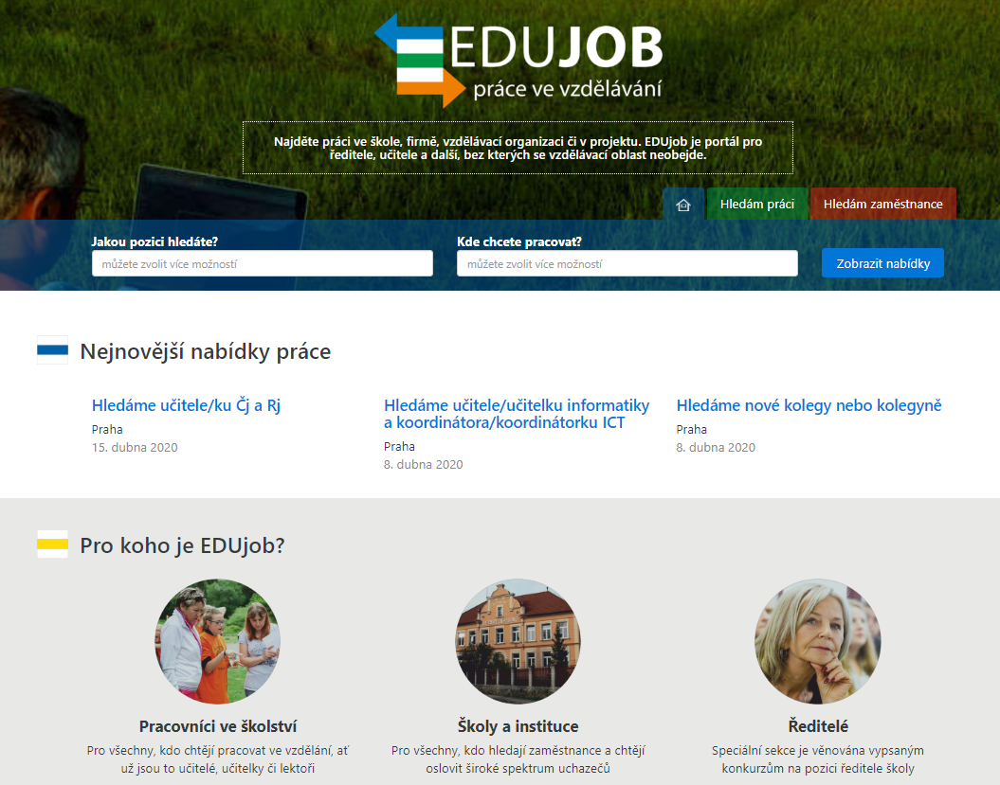 EDUJOB
práce ve vzdělávání
Najděte práci ve škole, firmě, vzdělávací organizaci či v projektu. EDUjob je portál pro
ředitele, učitele a další, bez kterých se vzdělávací oblast neobejde.
Hledám práci
Hledám zaměstnance
Jakou pozici hledáte?
můžete zvolit více možností
Kde chcete pracovat?
můžete zvolit více možností
Zobrazit nabídky
Nejnovější nabídky práce
Hledáme učitele/ku Čj a Rj
Praha
15. dubna 2020
Hledáme učitele/učitelku informatiky
a koordinátora/koordinátorku ICT
Praha
8. dubna 2020
Hledáme nové kolegy nebo kolegyně
Praha
8. dubna 2020
Pro koho je EDUjob?
Pracovníci ve školství
Pro všechny, kdo chtějí pracovat ve vzdělání, ať
už jsou to učitelé, učitelky či lektoři
Školy a instituce
Pro všechny, kdo hledají zaměstnance a chtějí
oslovit široké spektrum uchazečů
Ředitelé
Speciální sekce je věnována vypsaným
konkurzům na pozici ředitele školy